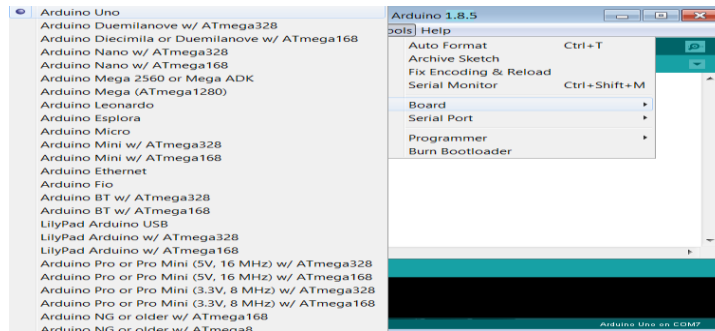 Arduino Uno
Arduino Duemilanove w/ ATmega328
Arduino Diecimila or Duemilanove w/ ATmega168
Arduino Nano w/ ATmega328
Arduino Nano w/ ATmega168
Arduino Mega 2560 or Mega ADK
Arduino Mega (ATmega1280)
Arduino Leonardo
Arduino Esplora
Arduino Micro
Arduino Mini w/ ATmega328
Arduino Mini w/ ATmega168
Arduino Ethernet
Arduino Fio
Arduino BT w/ ATmega328
Arduino BT w/ ATmega168
LilyPad Arduino USB
LilyPad Arduino w/ ATmega328
LilyPad Arduino w/ ATmega168
Arduino Pro or Pro Mini (5V, 16 MHz) w/ ATmega328
Arduino Pro or Pro Mini (5V, 16 MHz) w/ ATmega168
Arduino Pro or Pro Mini (3.3V, 8 MHz) w/ ATmega328
Arduino Pro or Pro Mini (3.3V, 8 MHz) w/ ATmega168
Arduino NG or older w/ ATmega168
Arduino NG or older w/ ATmega8
Arduino 1.8.5
ools Help
Auto Format Ctrl+T
Archive Sketch
Fix Encoding & Reload
Serial Monitor Ctrl+Shift+M
Board
Serial Port
Programmer
Burn Bootloader
Arduino Uno on COM7